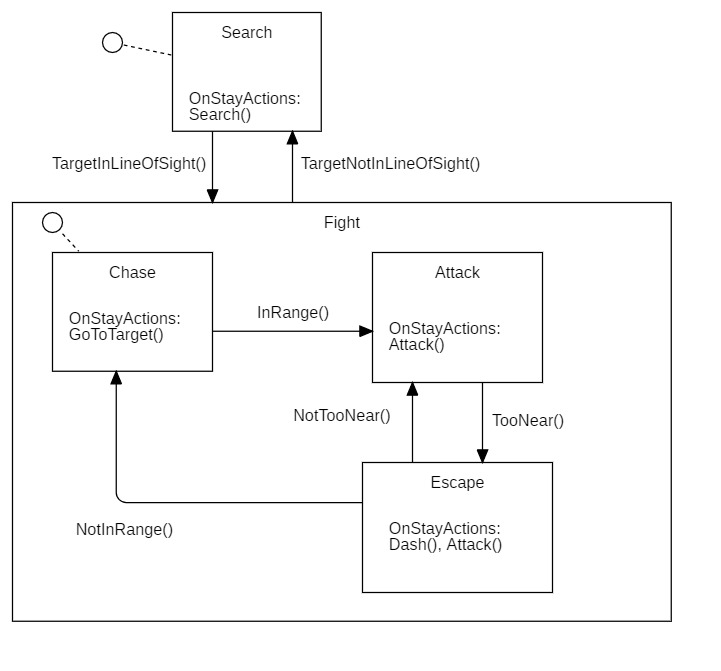 Search
OnStayActions:
Search()
TargetInLineOfSight()
TargetNotInLineOfSight()
Fight
Chase
OnStayActions:
GoToTarget()
InRange()
Attack
OnStayActions:
Attack()
NotTooNear()
TooNear()
Escape
OnStayActions:
Dash(), Attack()
NotInRange()